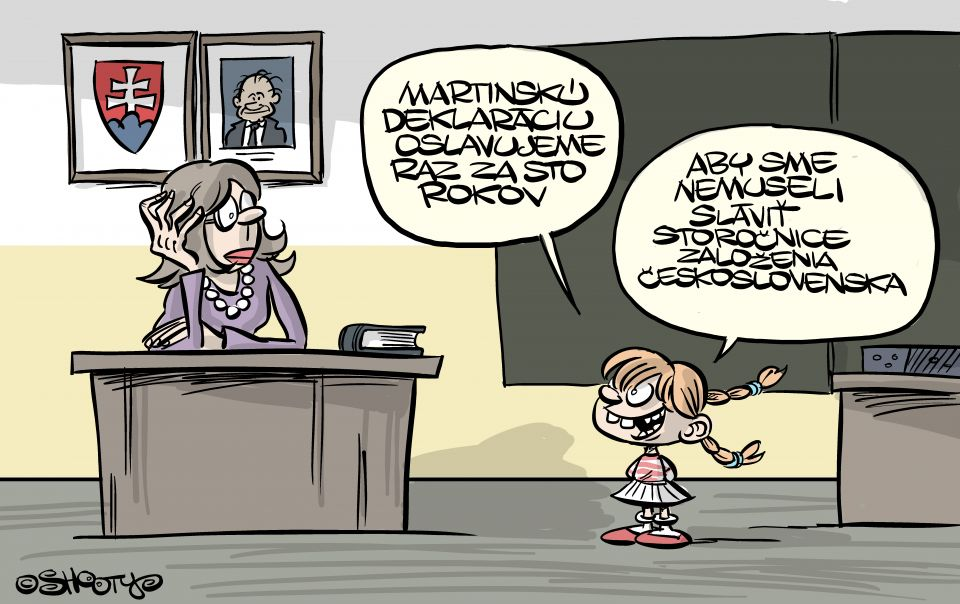 MARTINSKÚ
DEKLARÁCIU
OSLAVUJEME
RAZ ZA STO
ROKOV
ABY SME
NEMUSELI
SLÁVIŤ
STOROČNICE
ZALOŽENIA
ČESKOSLOVENSKA
©SHOOTY